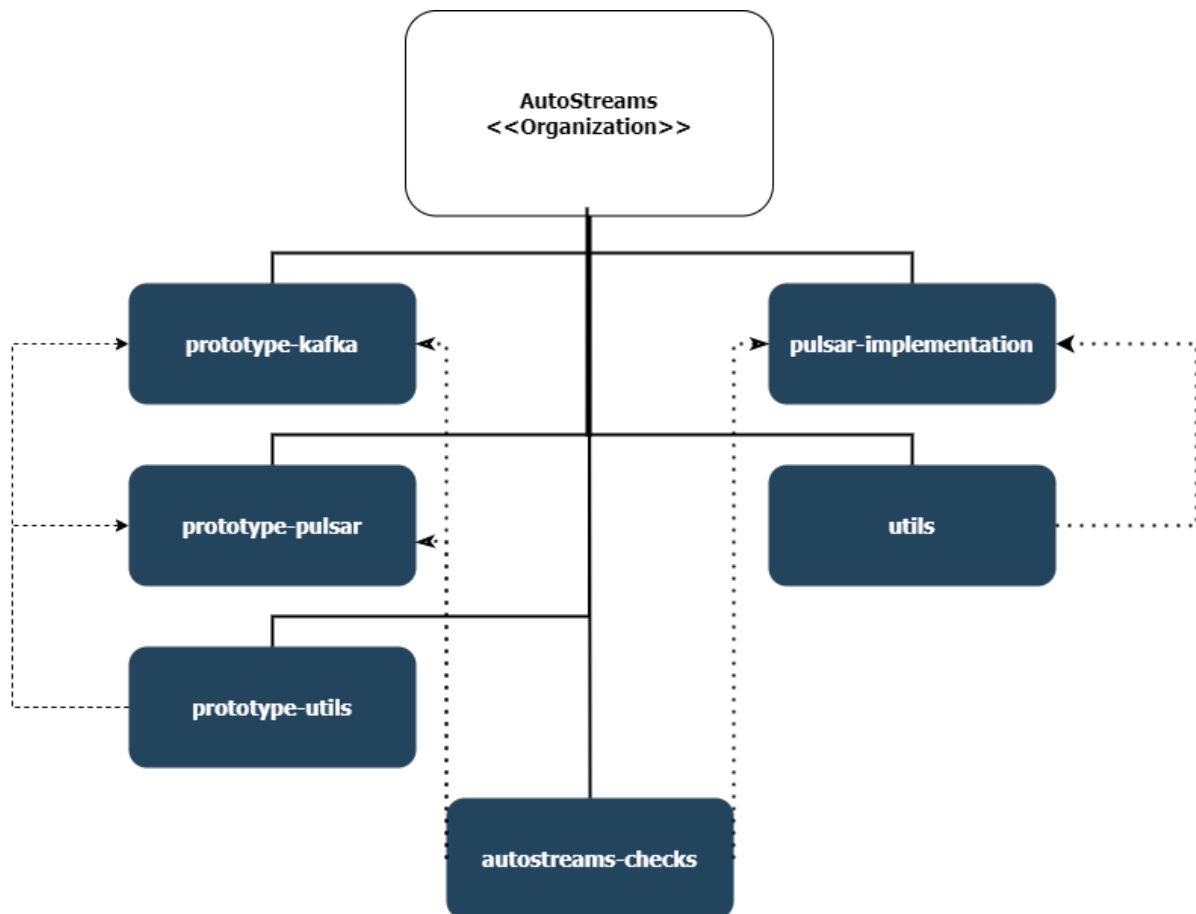 AutoStreams
<<Organization>>
prototype-kafka
pulsar-implementation
prototype-pulsar
utils
prototype-utils
autostreams-checks